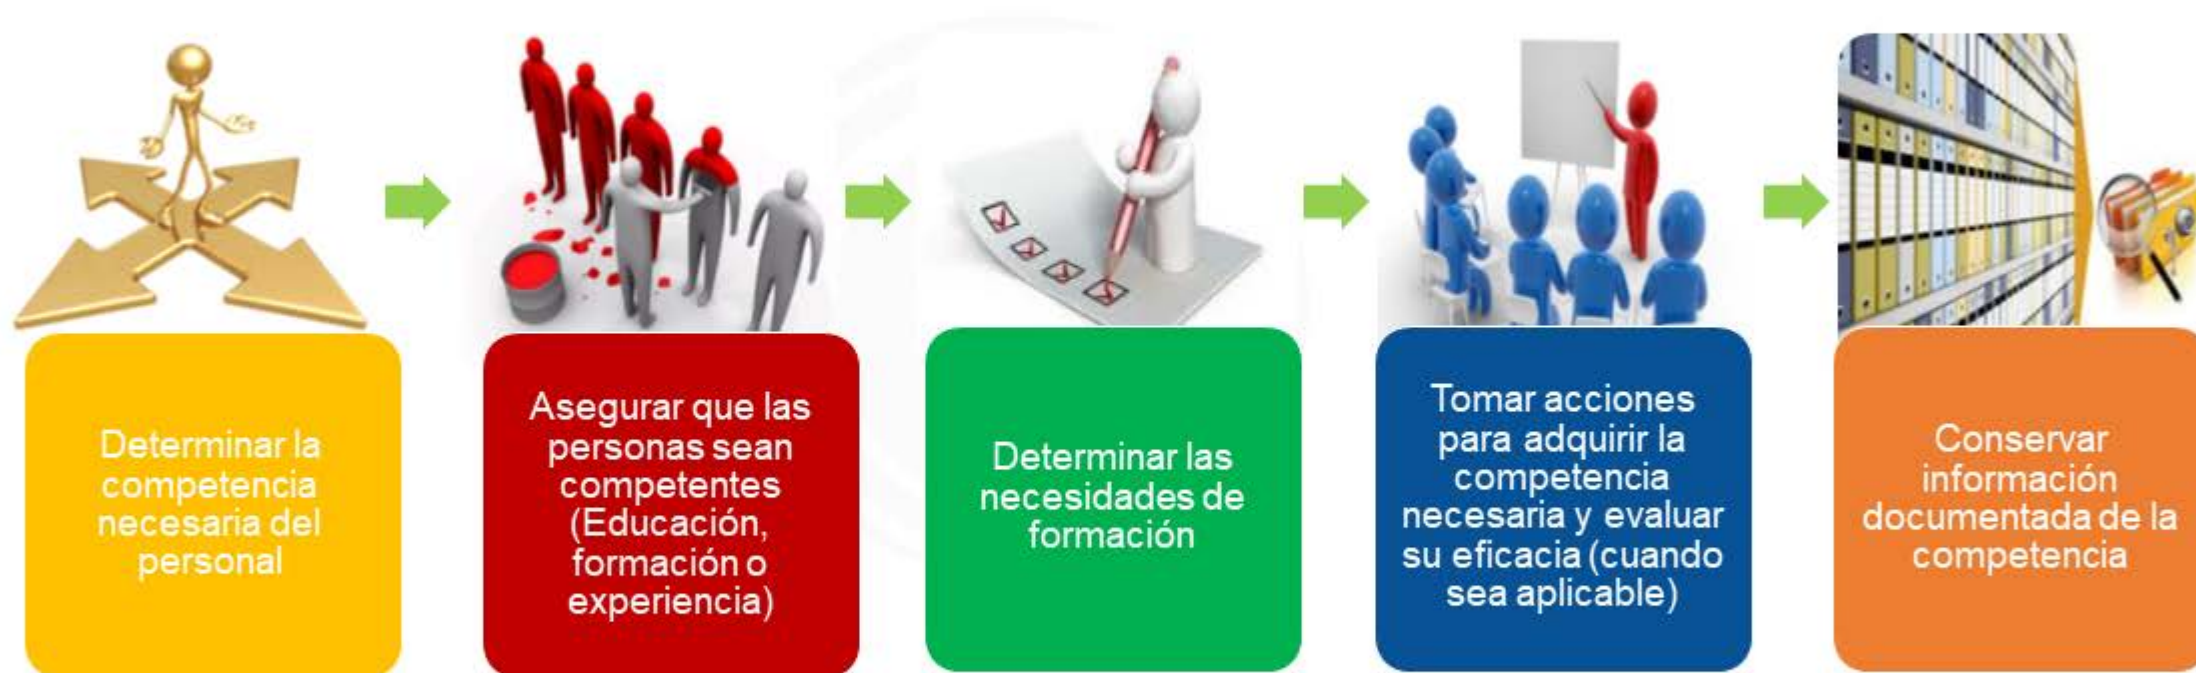 Determinar la
competencia
necesaria del
personal
Asegurar que las
personas sean
competentes
(Educación,
formación o
experiencia)
Determinar las
necesidades de
formación
Tomar acciones
para adquirir la
competencia
necesaria y evaluar
su eficacia (cuando
sea aplicable)
Conservar
información
documentada de la
competencia